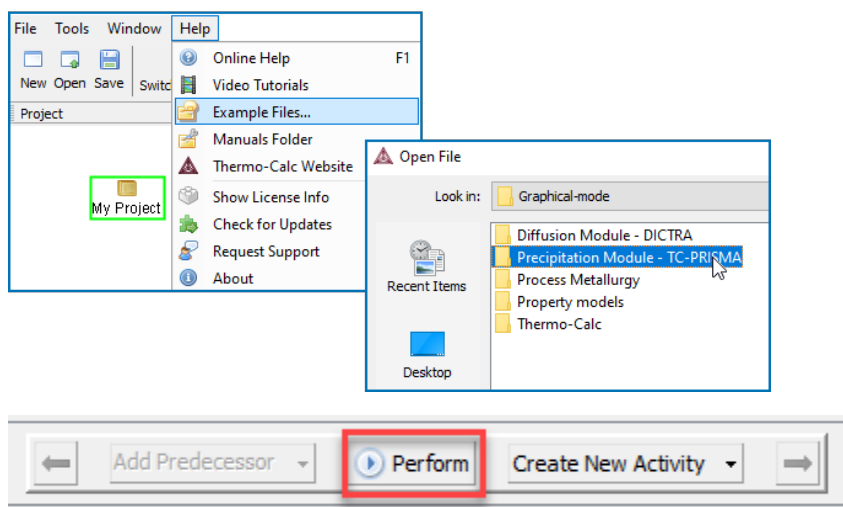 File Tools Window Help
New Open Save Switc
Project
My Project
Online Help F1
Video Tutorials
Example Files...
Manuals Folder
Thermo-Calc Website
Show License Info
Check for Updates
Request Support
About
Open File
Look in: Graphical-mode
Recent Items
Desktop
Diffusion Module - DICTRA
Precipitation Module - TC-PRISMA
Process Metallurgy
Property models
Thermo-Calc
Add Predecessor Perform Create New Activity